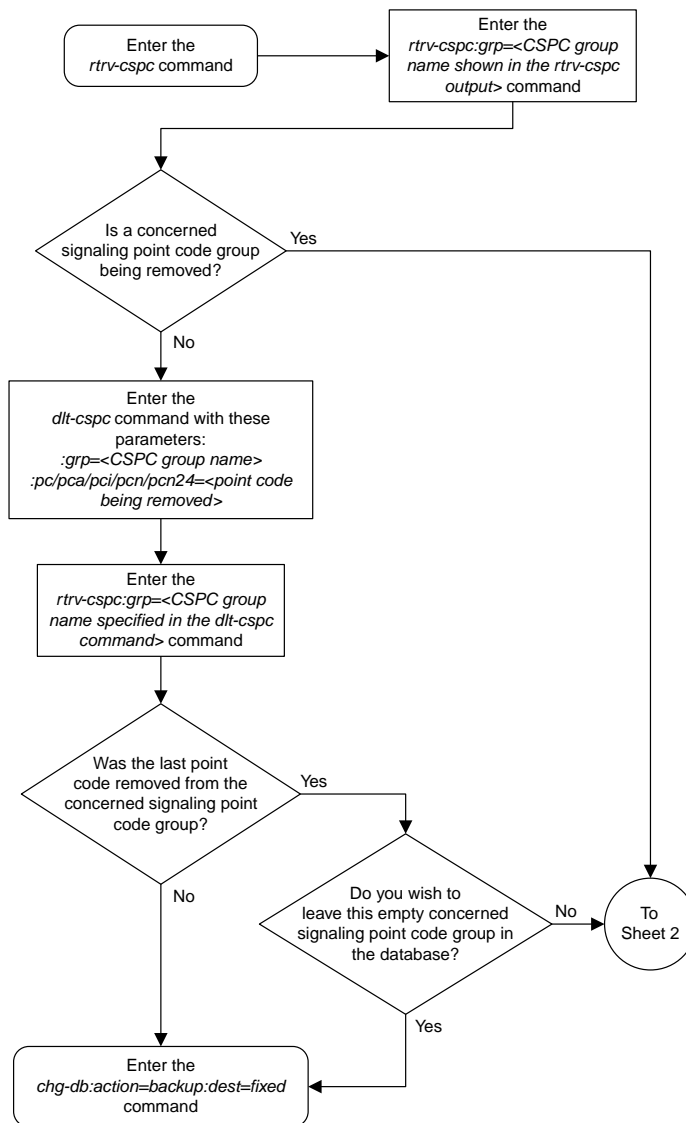 Enter the
rtrv-cspc command
Enter the
rtrv-cspc:grp=<CSPC group
name shown in the rtrv-cspc
output> command
Is a concerned
signaling point code group
being removed?
Yes
No
Enter the
dlt-cspc command with these
parameters:
:grp=<CSPC group name>
:pc/pca/pci/pcn/pcn24=<point code
being removed>
Enter the
rtrv-cspc:grp=<CSPC group
name specified in the dlt-cspc
command> command
Was the last point
code removed from the
concerned signaling point
code group?
Yes
No
Do you wish to
leave this empty concerned
signaling point code group in
the database?
No
To
Sheet 2
Yes
Enter the
chg-db:action=backup:dest=fixed
command